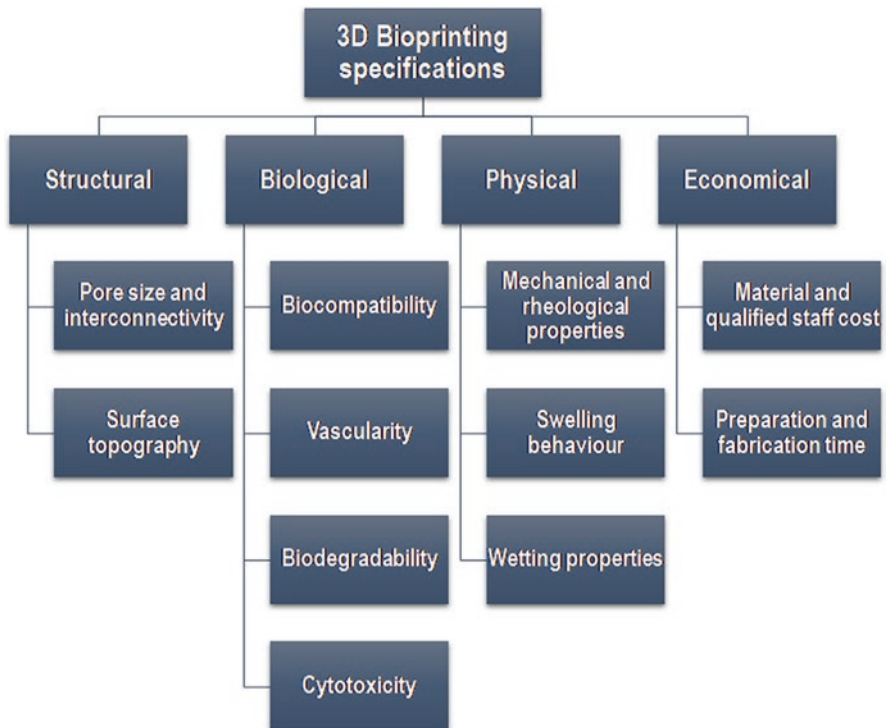 3D Bioprinting
specifications
Structural
Biological
Physical
Economical
Pore size and
interconnectivity
Surface
topography
Biocompatibility
Vascularity
Biodegradability
Cytotoxicity
Mechanical and
rheological
properties
Swelling
behaviour
Wetting properties
Material and
qualified staff cost
Preparation and
fabrication time